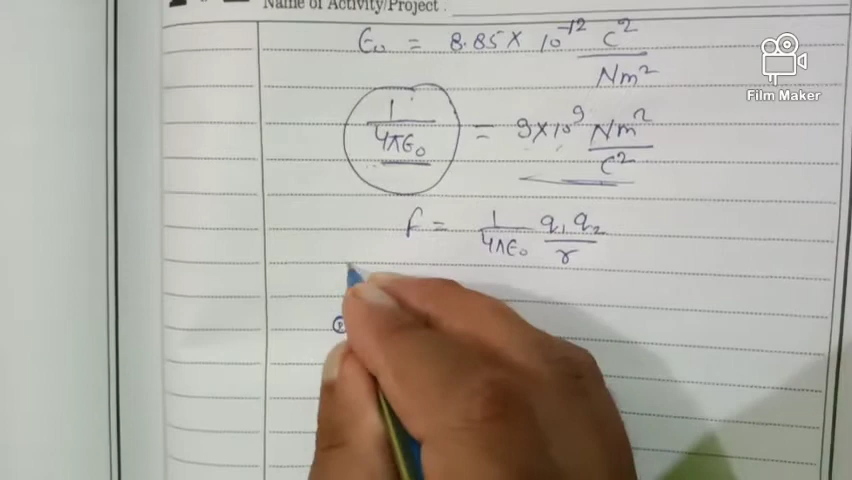 Name of Activity/Project
ϵ₀ = 8.85 × 10⁻¹² C²/Nm²
Film Maker
1/4πϵ₀ = 9×10⁹ Nm²/C²
F = 1/4πϵ₀ q₁q₂/r